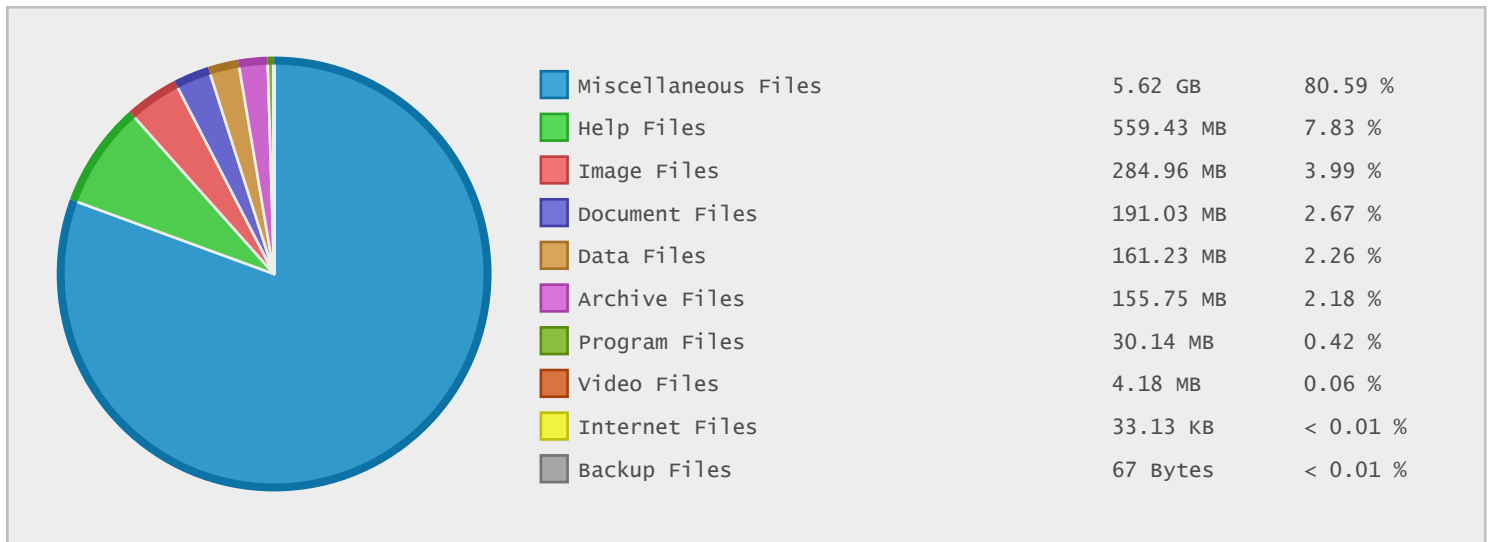 Miscellaneous Files 5.62 GB 80.59 %
Help Files 559.43 MB 7.83 %
Image Files 284.96 MB 3.99 %
Document Files 191.03 MB 2.67 %
Data Files 161.23 MB 2.26 %
Archive Files 155.75 MB 2.18 %
Program Files 30.14 MB 0.42 %
Video Files 4.18 MB 0.06 %
Internet Files 33.13 KB < 0.01 %
Backup Files 67 Bytes < 0.01 %